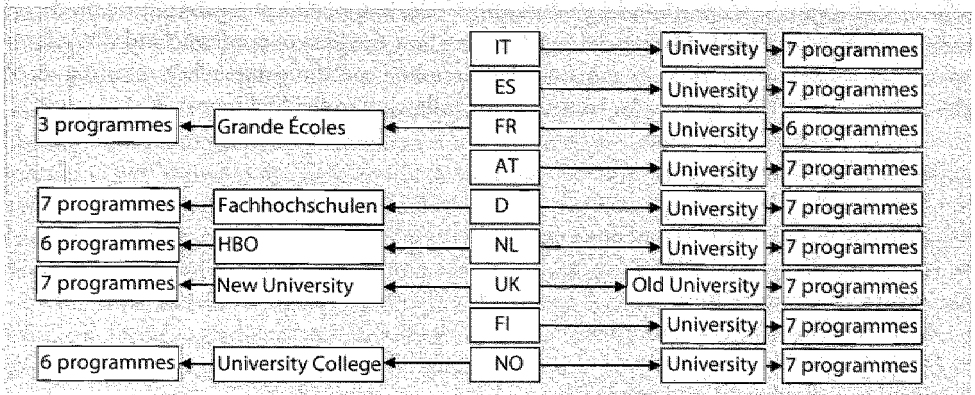 IT University 7 programmes
ES University 7 programmes
3 programmes Grande Écoles FR University 6 programmes
AT University 7 programmes
7 programmes Fachhochschulen D University 7 programmes
6 programmes HBO NL University 7 programmes
7 programmes New University UK Old University 7 programmes
FI University 7 programmes
6 programmes University College NO University 7 programmes